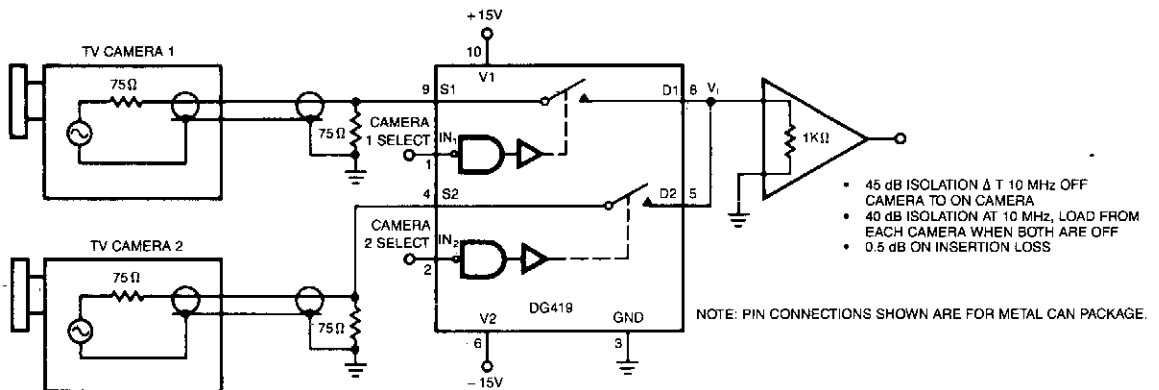 +15V
TV CAMERA 1
10
V1
75Ω
9 S1
D1 8 Vi
75Ω
CAMERA
1 SELECT
IN1
1
1KΩ
4 S2
D2 5
CAMERA
2 SELECT
IN2
2
• 45 dB ISOLATION Δ T 10 MHz OFF
CAMERA TO ON CAMERA
• 40 dB ISOLATION AT 10 MHz, LOAD FROM
EACH CAMERA WHEN BOTH ARE OFF
• 0.5 dB ON INSERTION LOSS
TV CAMERA 2
75Ω
75Ω
DG419
V2
GND
6
3
−15V
NOTE: PIN CONNECTIONS SHOWN ARE FOR METAL CAN PACKAGE.